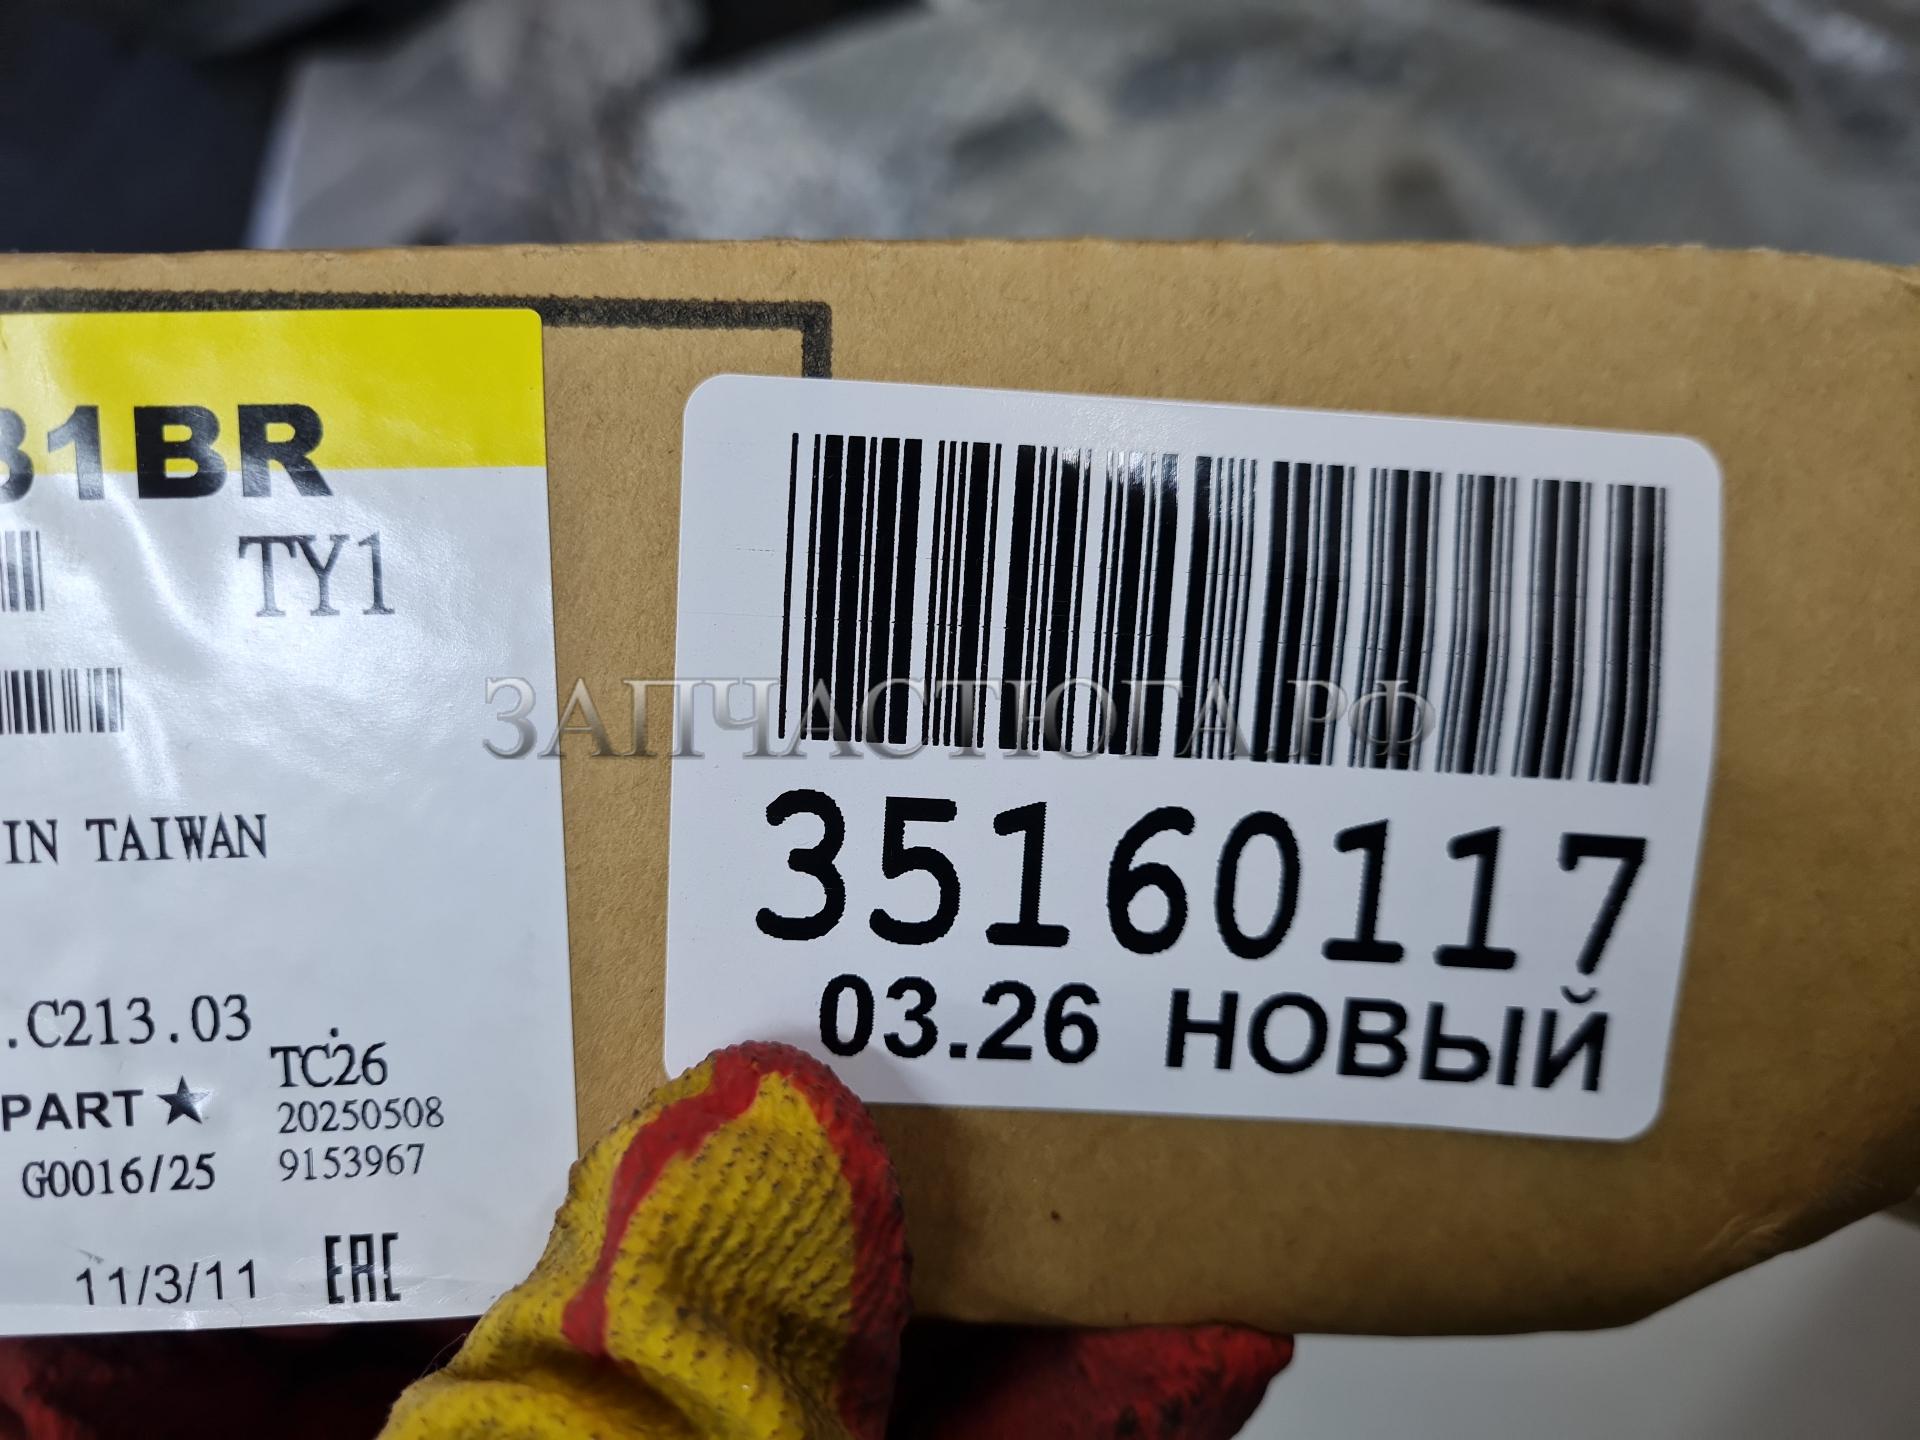 31BR
TY1
IN TAIWAN
.C213.03
TC26
PART ★
20250508
G0016/25
9153967
11/3/11
EAC
ЗАПЧАСТЮГА.РФ
35160117
03.26 НОВЫЙ